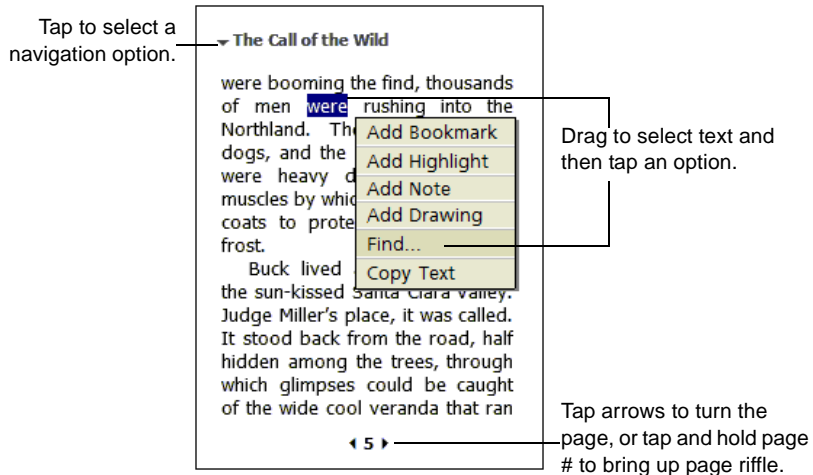 Tap to select a
navigation option.
The Call of the Wild
were booming the find, thousands
of men were rushing into the
Northland. The
dogs, and the
were heavy d
muscles by whic
coats to prote
frost.
Buck lived
the sun-kissed Santa Clara Valley.
Judge Miller's place, it was called.
It stood back from the road, half
hidden among the trees, through
which glimpses could be caught
of the wide cool veranda that ran
5
Add Bookmark
Add Highlight
Add Note
Add Drawing
Find...
Copy Text
Drag to select text and
then tap an option.
Tap arrows to turn the
page, or tap and hold page
# to bring up page riffle.